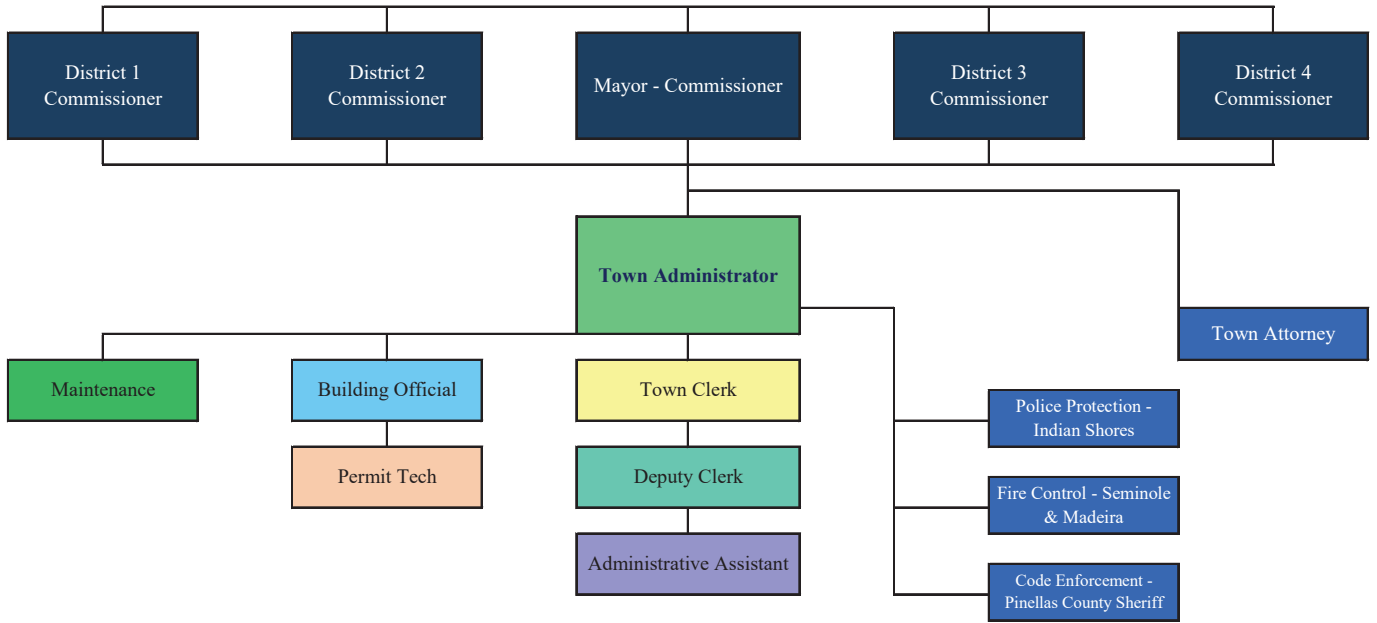 District 1
Commissioner
District 2
Commissioner
Mayor - Commissioner
District 3
Commissioner
District 4
Commissioner
Town Administrator
Town Attorney
Maintenance
Building Official
Town Clerk
Police Protection -
Indian Shores
Permit Tech
Deputy Clerk
Fire Control - Seminole
& Madeira
Administrative Assistant
Code Enforcement -
Pinellas County Sheriff